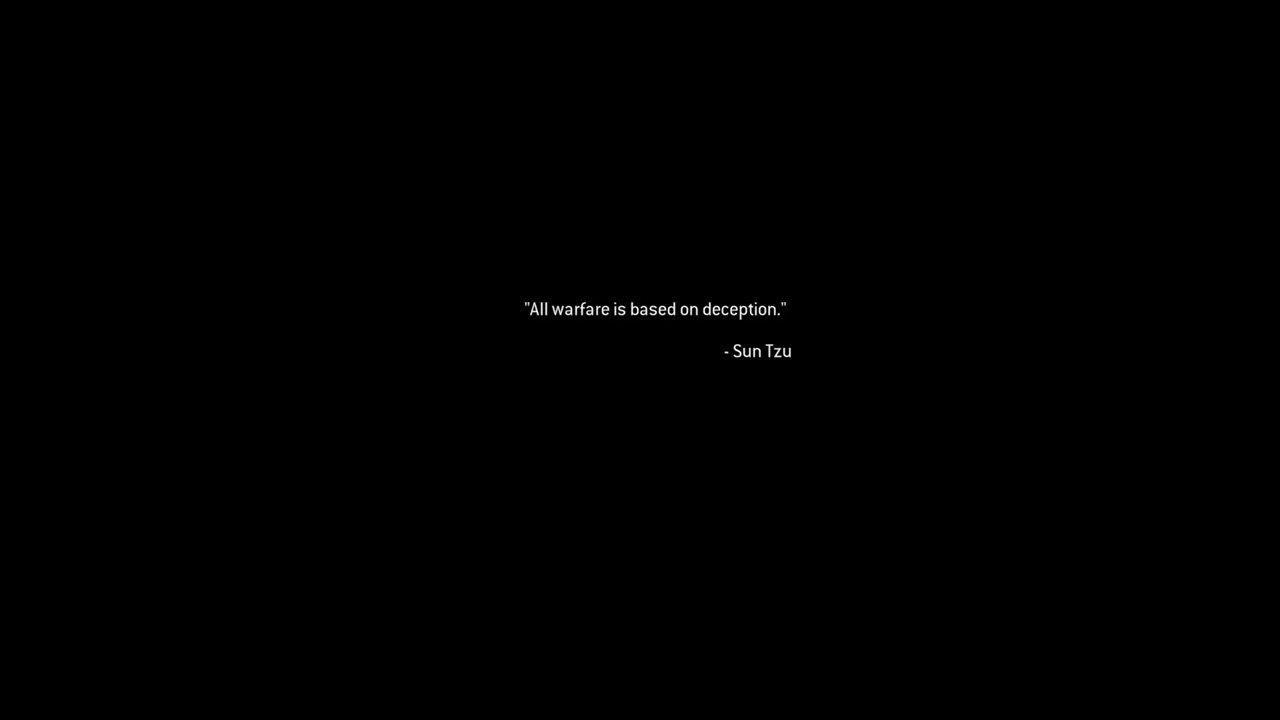 "All warfare is based on deception."
- Sun Tzu